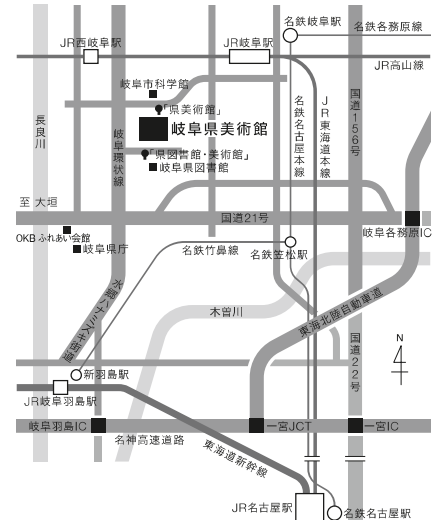 名鉄岐阜駅
名鉄各務原線
JR西岐阜駅
JR岐阜駅
JR高山線
岐阜市科学館
「県美術館」
岐阜県美術館
「県図書館・美術館」
岐阜県図書館
長良川
岐阜環状線
名鉄名古屋本線
JR東海道本線
国道156号
至 大垣
国道21号
岐阜各務原IC
OKBふれあい会館
岐阜県庁
名鉄竹鼻線
名鉄笠松駅
水郷ハナミズキ街道
木曽川
東海北陸自動車道
国道22号
N
新羽島駅
JR岐阜羽島駅
岐阜羽島IC
名神高速道路
一宮JCT
一宮IC
東海道新幹線
JR名古屋駅
名鉄名古屋駅